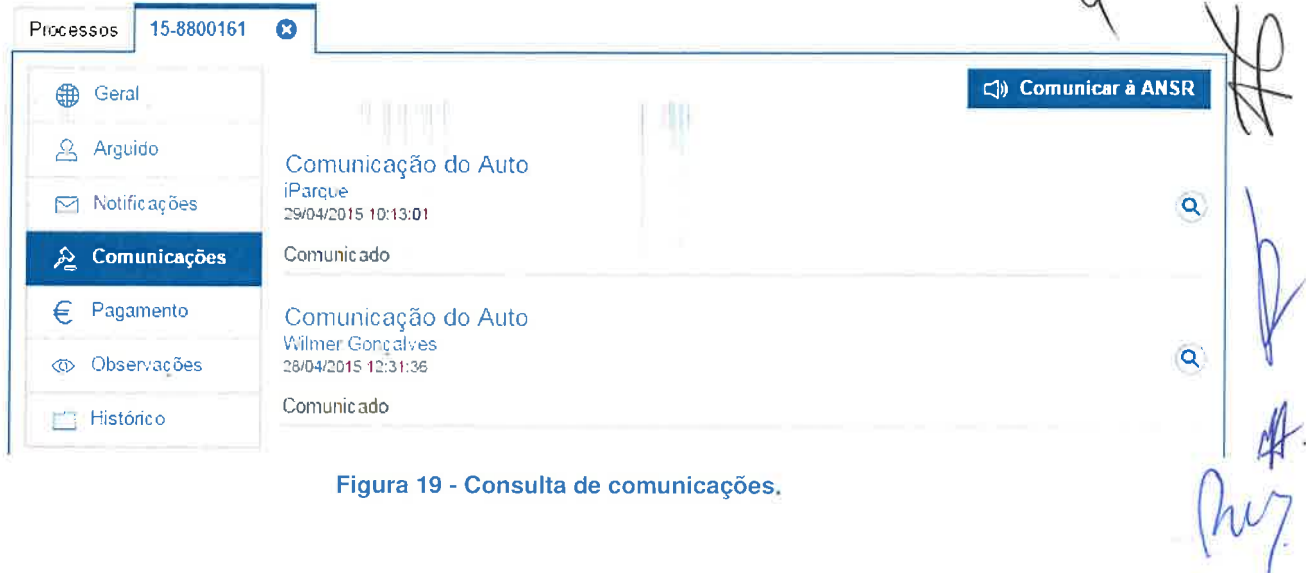 Processos 15-8800161
Geral
Arguido
Notificações
Comunicações
Pagamento
Observações
Histórico
Comunicar à ANSR
Comunicação do Auto
iParque
29/04/2015 10:13:01
Comunicado
Comunicação do Auto
Wilmer Gonçalves
28/04/2015 12:31:36
Comunicado
Figura 19 - Consulta de comunicações.